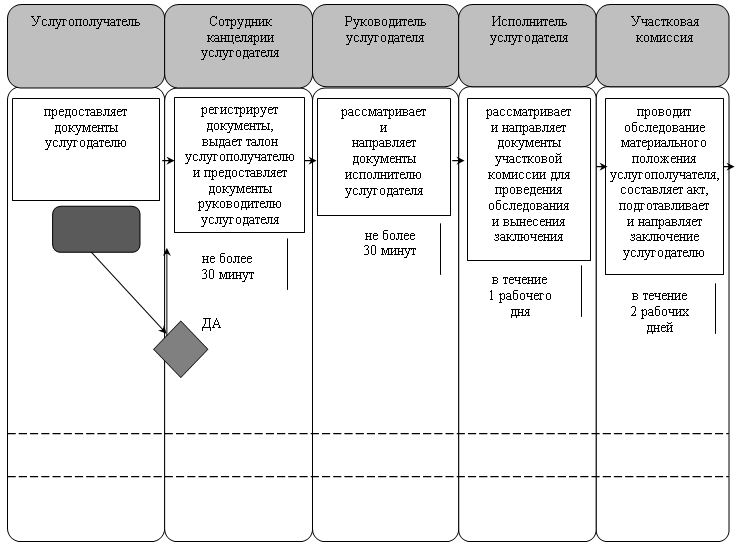 Услугополучатель
Сотрудник
канцелярии
услугодателя
Руководитель
услугодателя
Исполнитель
услугодателя
Участковая
комиссия
предоставляет
документы
услугодателю
регистрирует
документы,
выдает талон
услугополучателю
и предоставляет
документы
руководителю
услугодателя
рассматривает
и
направляет
документы
исполнителю
услугодателя
рассматривает
и направляет
документы
участковой
комиссии для
проведения
обследования
и вынесения
заключения
проводит
обследование
материального
положения
услугополучателя,
составляет акт,
подготавливает
и направляет
заключение
услугодателю
не более
30 минут
не более
30 минут
в течение
1 рабочего
дня
в течение
2 рабочих
дней
ДА